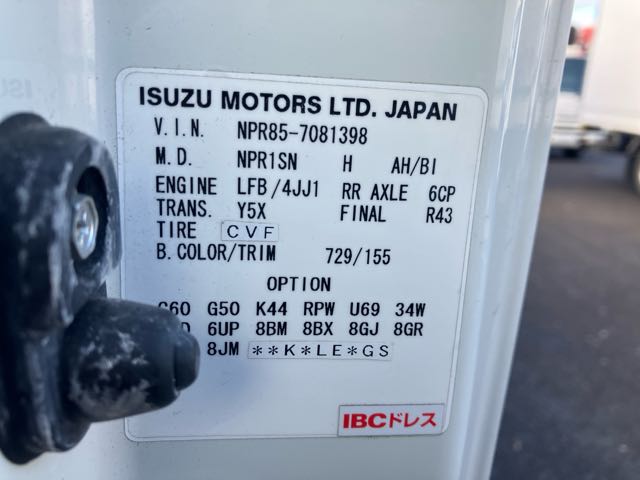 ISUZU MOTORS LTD. JAPAN
V.I.N. NPR85-7081398
M.D. NPR1SN H AH/BI
ENGINE LFB/4JJ1 RR AXLE 6CP
TRANS. Y5X FINAL R43
TIRE CVF
B.COLOR/TRIM 729/155
OPTION
G50 K44 RPW U69 34W
6UP 8BM 8BX 8GJ 8GR
8JM **K*LE*GS
IBCドレス